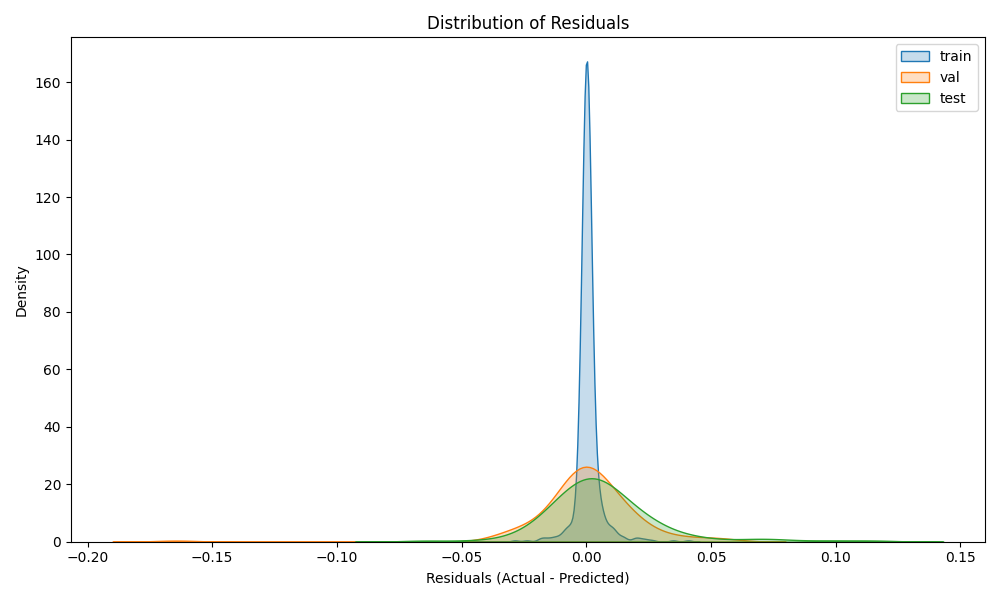 Distribution of Residuals
train
val
test
160
140
120
100
80
60
40
20
0
Density
−0.20 −0.15 −0.10 −0.05 0.00 0.05 0.10 0.15
Residuals (Actual - Predicted)